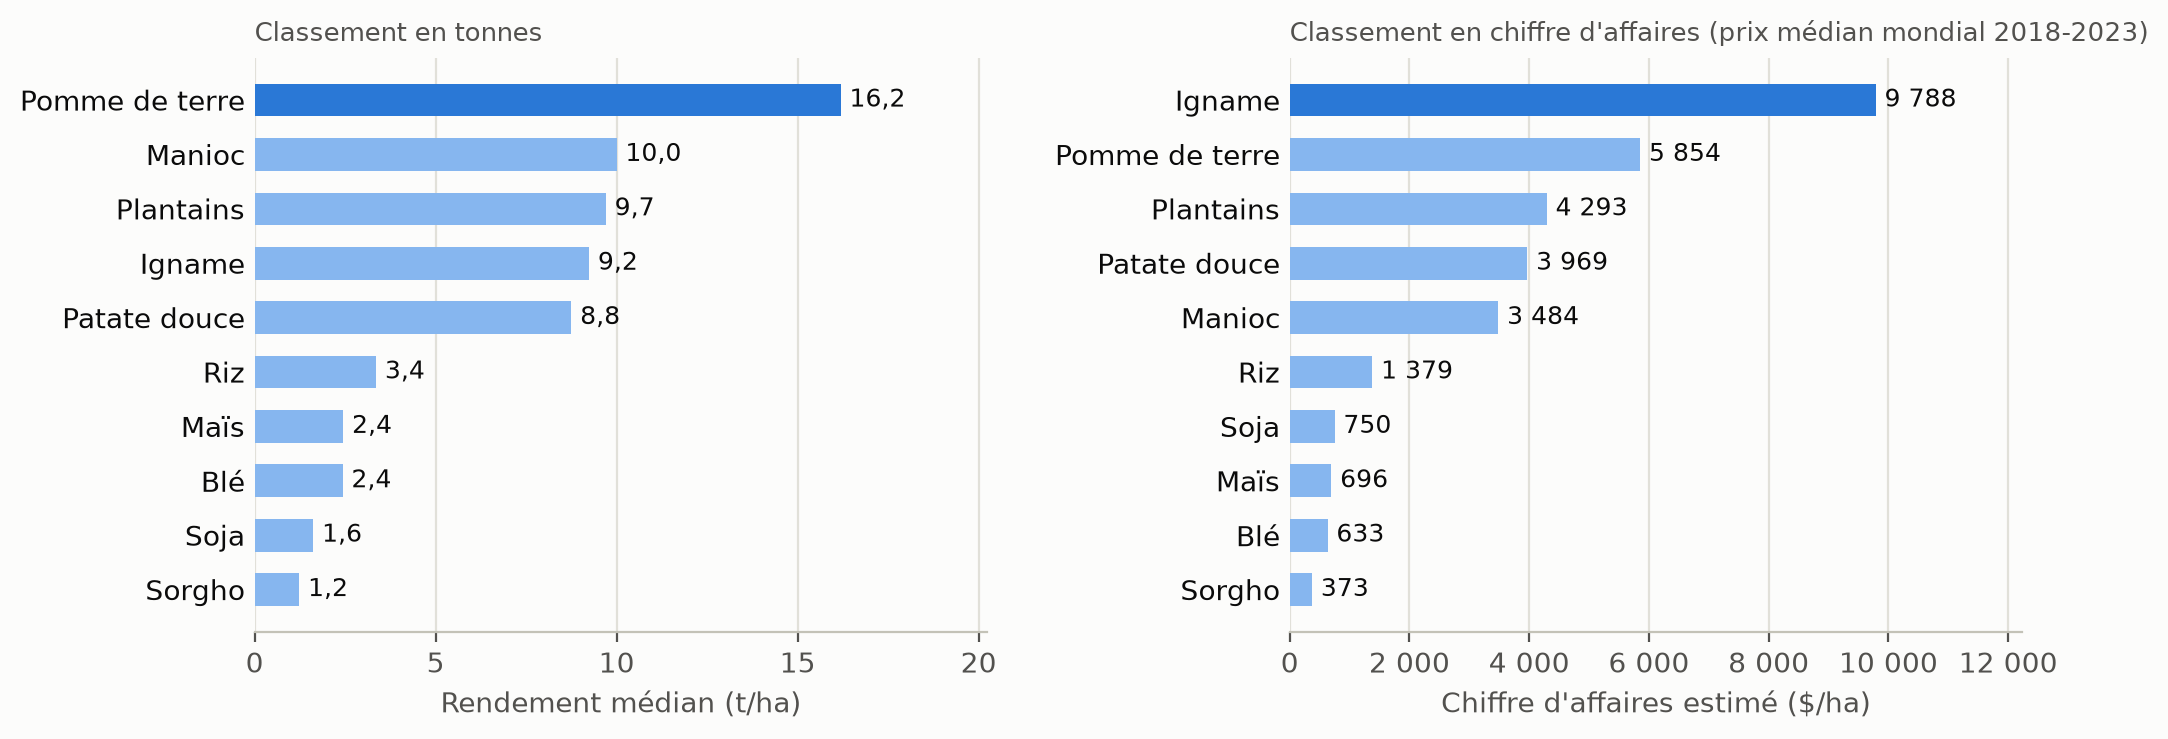 Classement en tonnes
Pomme de terre 16,2
Manioc 10,0
Plantains 9,7
Igname 9,2
Patate douce 8,8
Riz 3,4
Maïs 2,4
Blé 2,4
Soja 1,6
Sorgho 1,2
0 5 10 15 20
Rendement médian (t/ha)
Classement en chiffre d'affaires (prix médian mondial 2018-2023)
Igname 9 788
Pomme de terre 5 854
Plantains 4 293
Patate douce 3 969
Manioc 3 484
Riz 1 379
Soja 750
Maïs 696
Blé 633
Sorgho 373
0 2 000 4 000 6 000 8 000 10 000 12 000
Chiffre d'affaires estimé ($/ha)